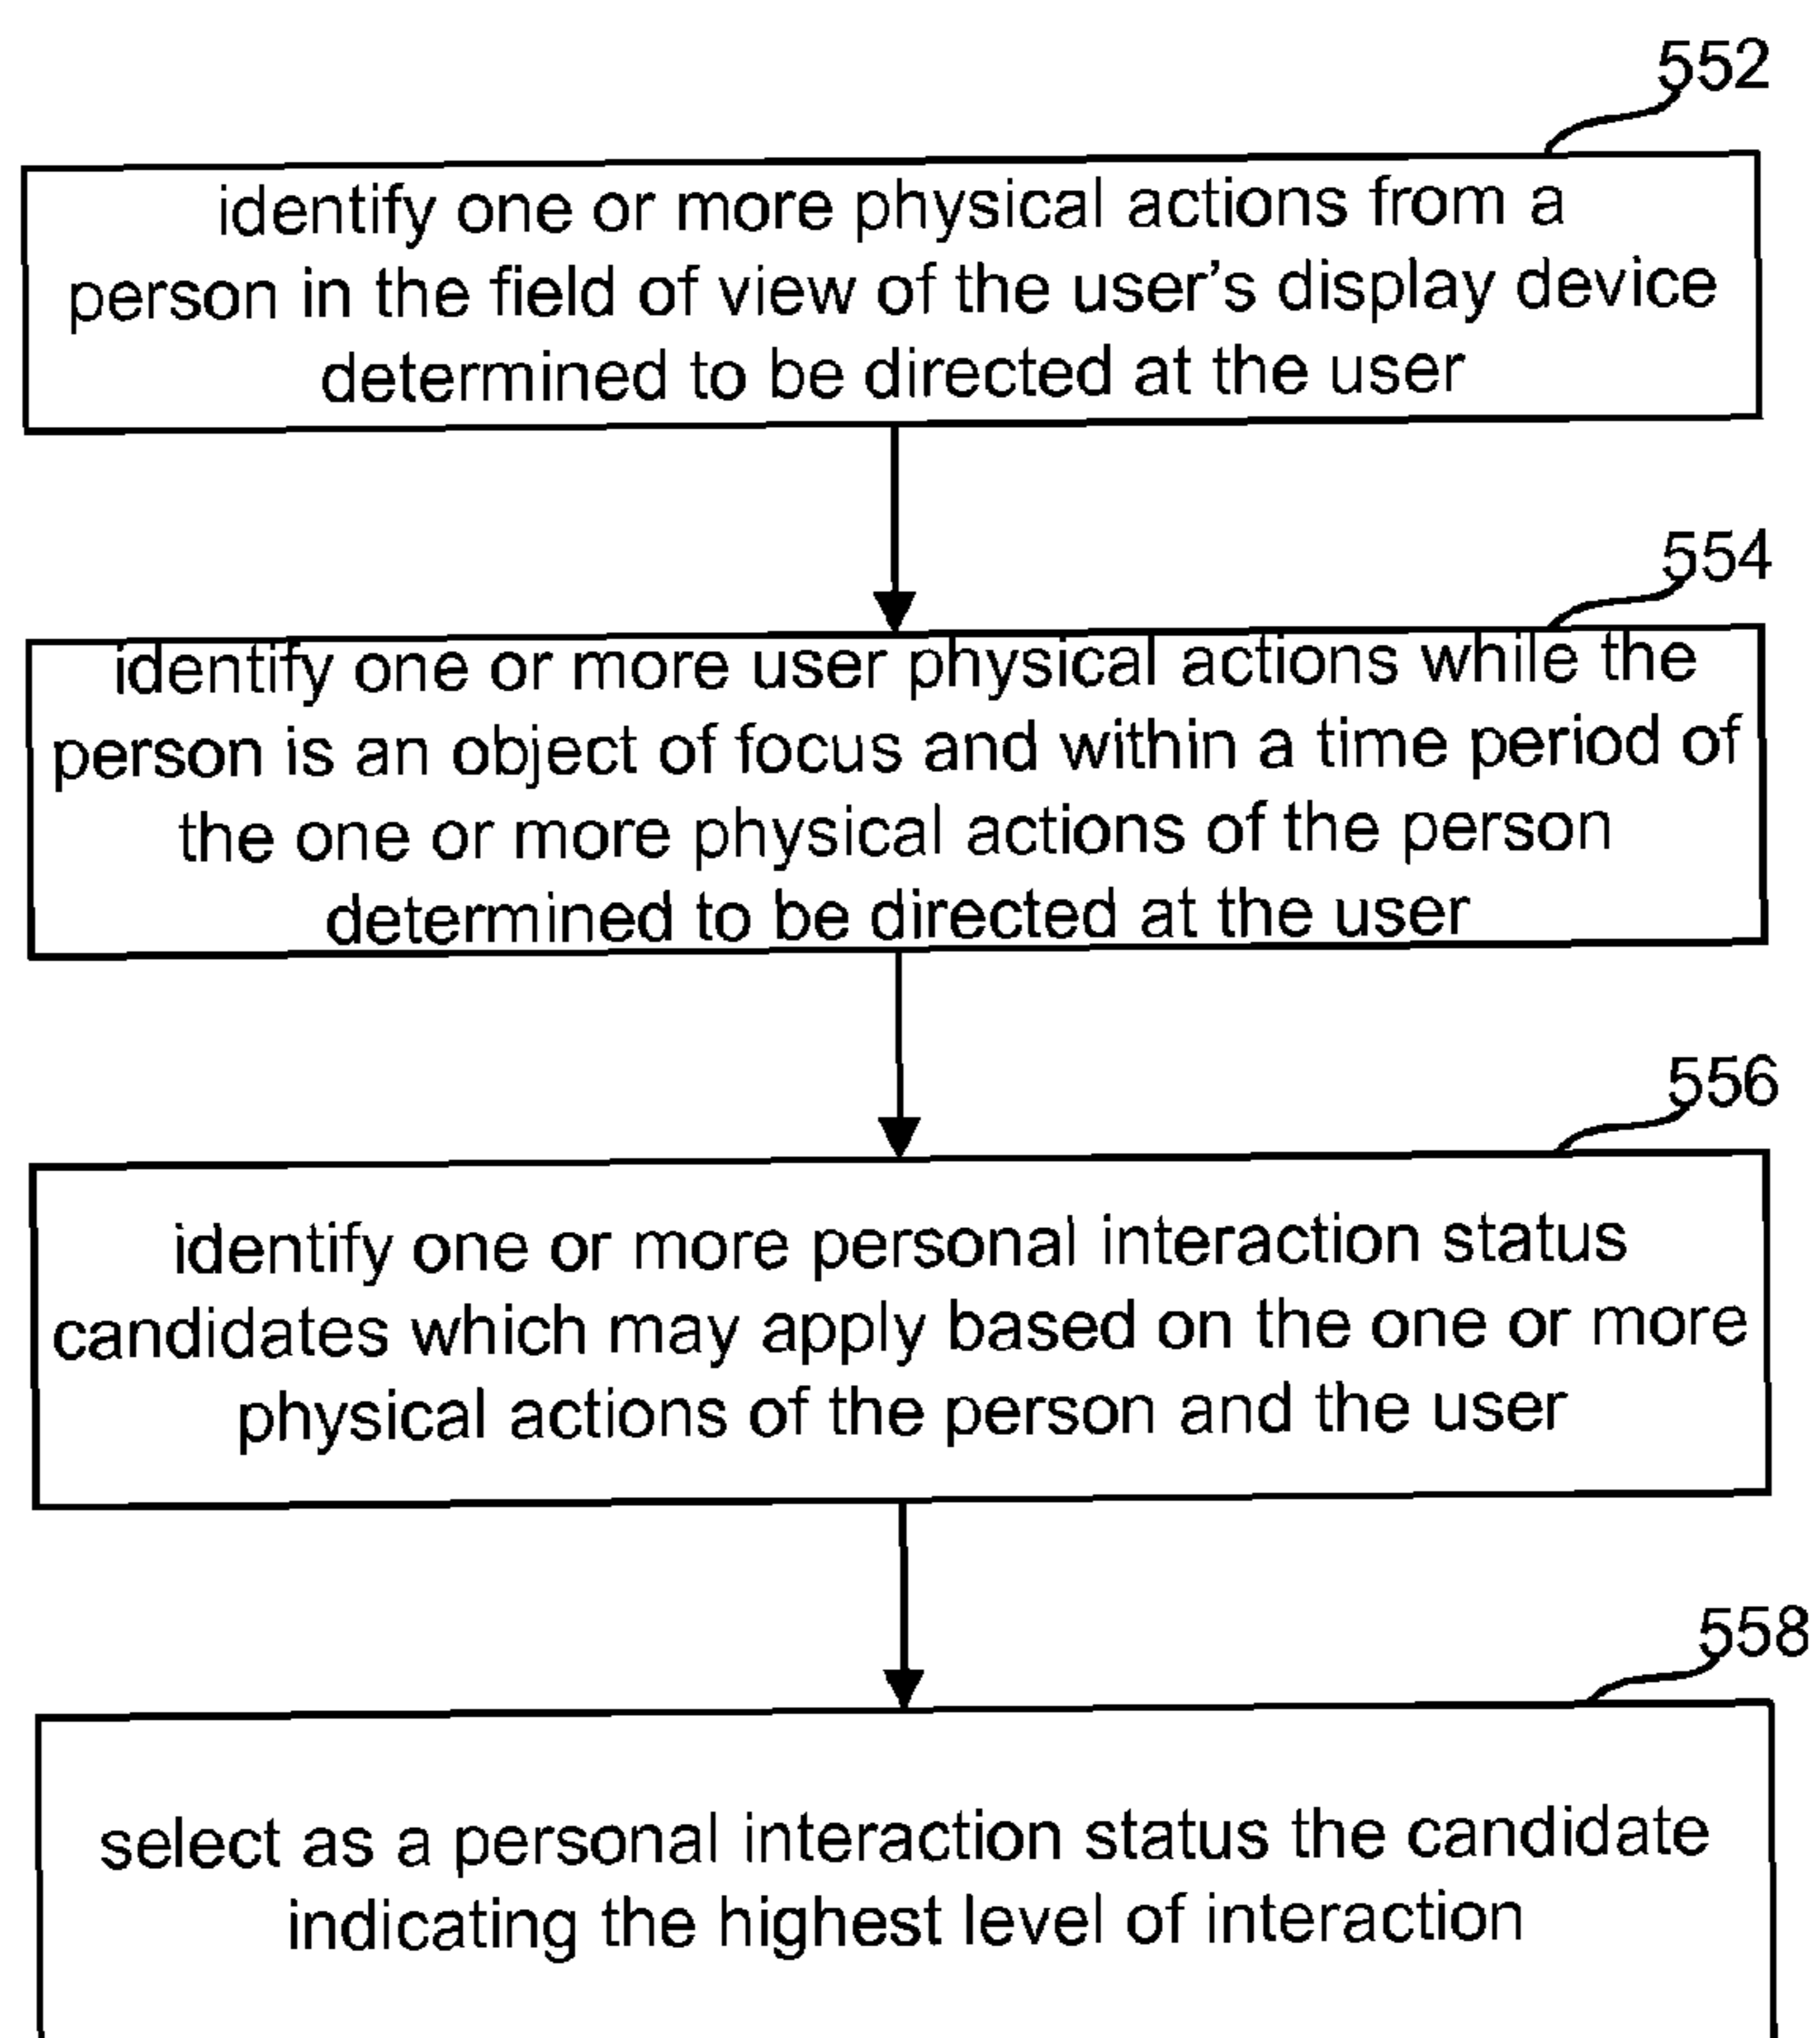 552
identify one or more physical actions from a
person in the field of view of the user's display device
determined to be directed at the user
554
identify one or more user physical actions while the
person is an object of focus and within a time period of
the one or more physical actions of the person
determined to be directed at the user
556
identify one or more personal interaction status
candidates which may apply based on the one or more
physical actions of the person and the user
558
select as a personal interaction status the candidate
indicating the highest level of interaction